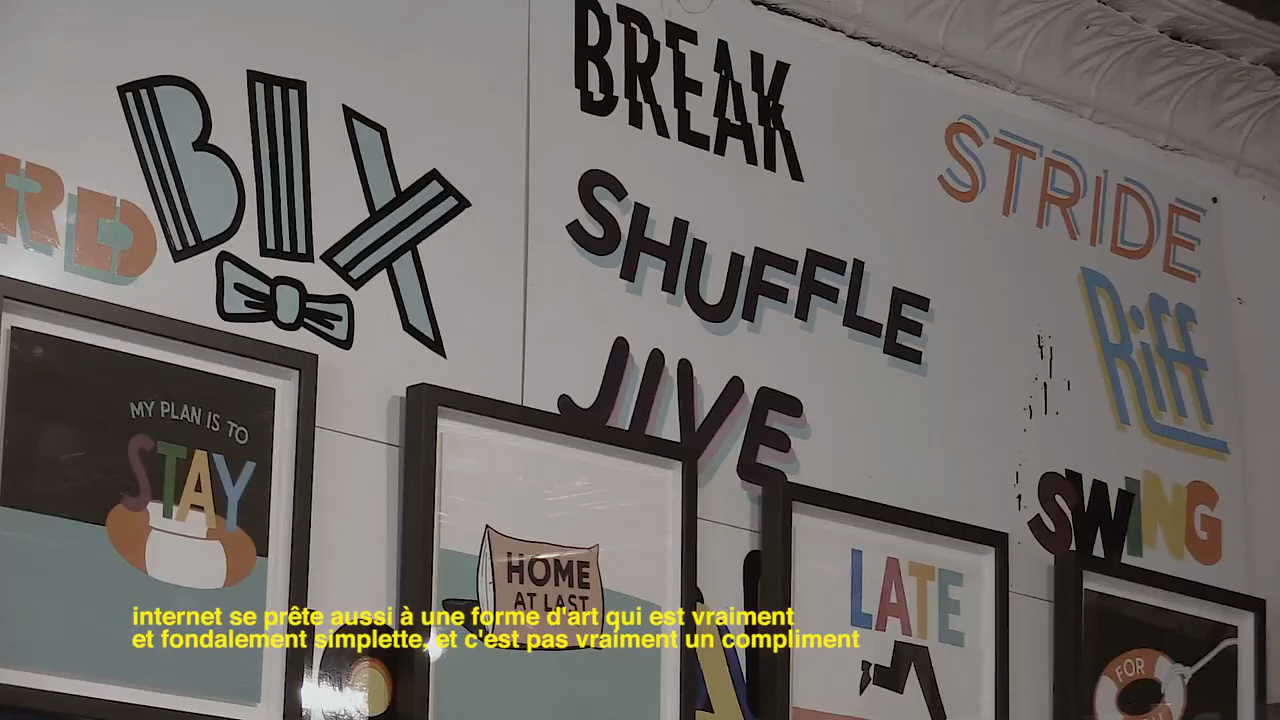 BREAK
STRIDE
BIX
RED
SHUFFLE
Riff
JIVE
SWING
MY PLAN IS TO
STAY
HOME
AT LAST
LATE
FOR
internet se prête aussi à une forme d'art qui est vraiment
et fondalement simplette, et c'est pas vraiment un compliment